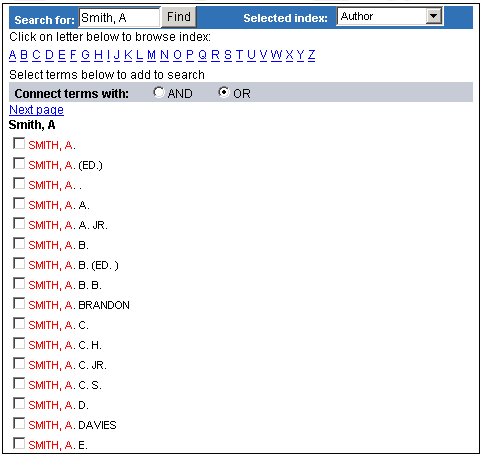 Search for: Smith, A Find Selected index: Author
Click on letter below to browse index:
A B C D E F G H I J K L M N O P Q R S T U V W X Y Z
Select terms below to add to search
Connect terms with: AND OR
Next page
Smith, A
SMITH, A.
SMITH, A. (ED.)
SMITH, A. .
SMITH, A. A.
SMITH, A. A. JR.
SMITH, A. B.
SMITH, A. B. (ED. )
SMITH, A. B. B.
SMITH, A. BRANDON
SMITH, A. C.
SMITH, A. C. H.
SMITH, A. C. JR.
SMITH, A. C. S.
SMITH, A. D.
SMITH, A. DAVIES
SMITH, A. E.